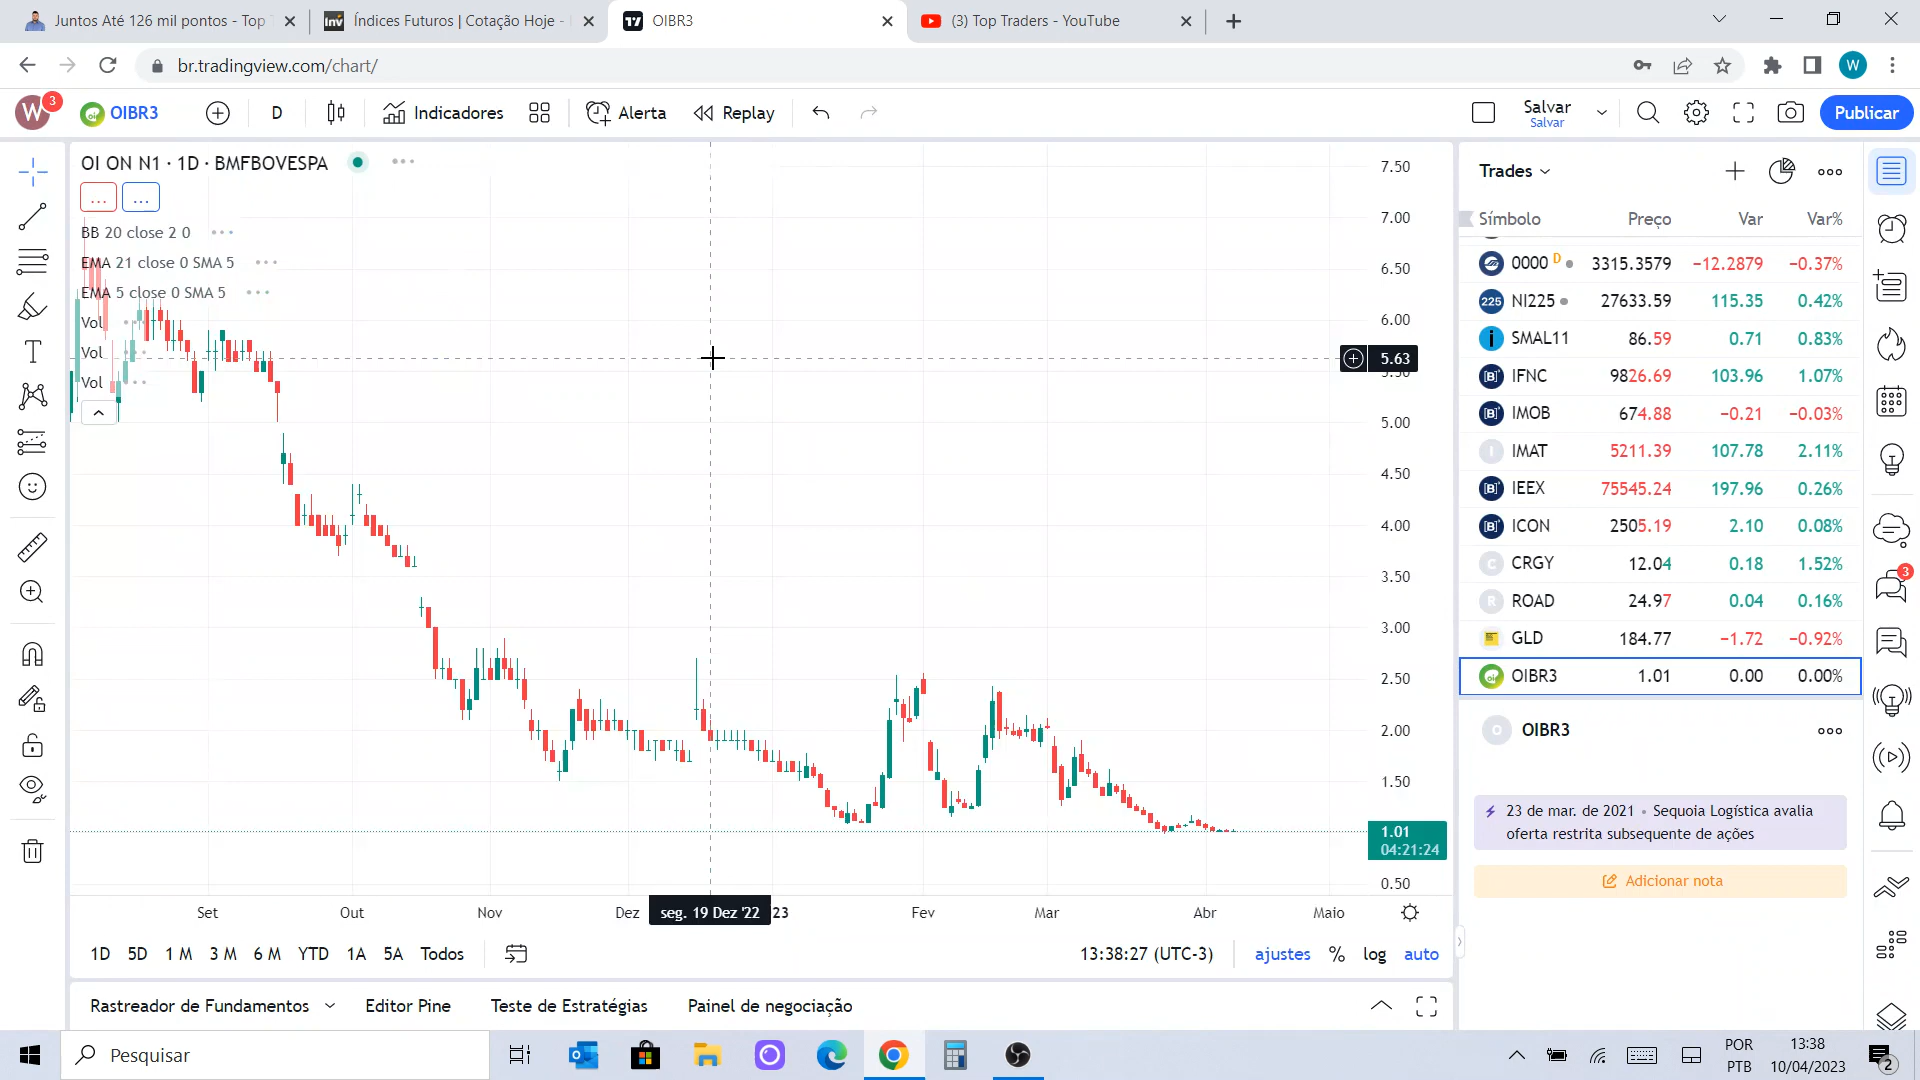 Juntos Até 126 mil pontos - Top T
Índices Futuros | Cotação Hoje -
OIBR3
(3) Top Traders - YouTube
br.tradingview.com/chart/
W
W
3
OIBR3
D
Indicadores
Alerta
Replay
Salvar
Salvar
Publicar
OI ON N1 · 1D · BMFBOVESPA
BB 20 close 2 0
EMA 21 close 0 SMA 5
EMA 5 close 0 SMA 5
Vol
Vol
Vol
7.50
7.00
6.50
6.00
5.63
5.00
4.50
4.00
3.50
3.00
2.50
2.00
1.50
1.01
04:21:24
0.50
Set
Out
Nov
Dez
seg. 19 Dez '22
23
Fev
Mar
Abr
Maio
1D
5D
1 M
3 M
6 M
YTD
1A
5A
Todos
13:38:27 (UTC-3)
ajustes
%
log
auto
Rastreador de Fundamentos
Editor Pine
Teste de Estratégias
Painel de negociação
Trades
Símbolo Preço Var Var%
0000 D 3315.3579 −12.2879 −0.37%
225 NI225 27633.59 115.35 0.42%
SMAL11 86.59 0.71 0.83%
[B] IFNC 9826.69 103.96 1.07%
[B] IMOB 674.88 −0.21 −0.03%
I IMAT 5211.39 107.78 2.11%
[B] IEEX 75545.24 197.96 0.26%
[B] ICON 2505.19 2.10 0.08%
C CRGY 12.04 0.18 1.52%
R ROAD 24.97 0.04 0.16%
GLD 184.77 −1.72 −0.92%
oi OIBR3 1.01 0.00 0.00%
O OIBR3
23 de mar. de 2021 • Sequoia Logística avalia
oferta restrita subsequente de ações
Adicionar nota
3
Pesquisar
POR
PTB
13:38
10/04/2023
2